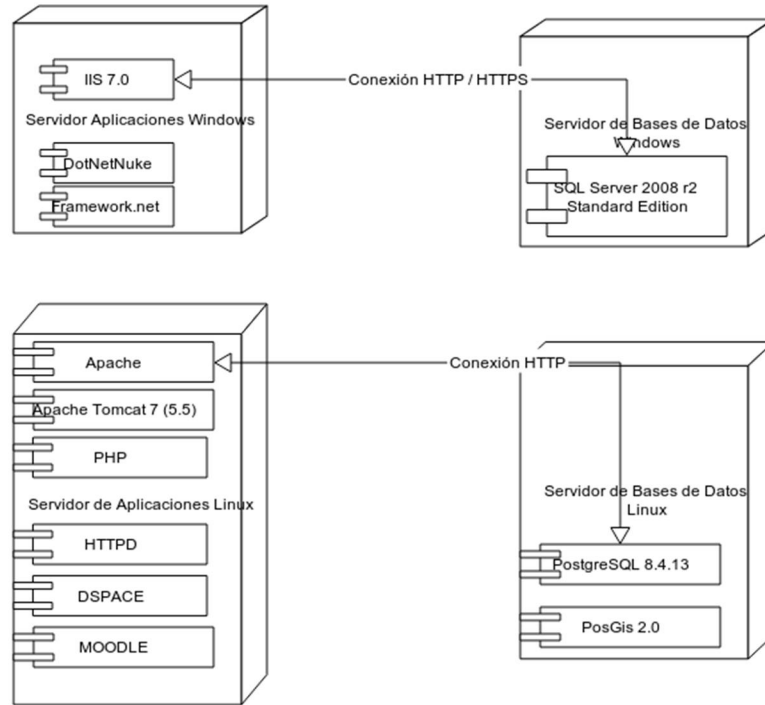 IIS 7.0
Conexión HTTP / HTTPS
Servidor Aplicaciones Windows
Servidor de Bases de Datos
Windows
DotNetNuke
SQL Server 2008 r2
Standard Edition
Framework.net
Apache
Conexión HTTP
Apache Tomcat 7 (5.5)
PHP
Servidor de Aplicaciones Linux
Servidor de Bases de Datos
Linux
HTTPD
PostgreSQL 8.4.13
DSPACE
PosGis 2.0
MOODLE